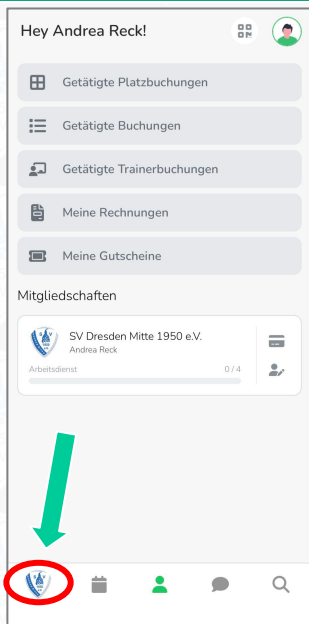 Hey Andrea Reck!
Getätigte Platzbuchungen
Getätigte Buchungen
Getätigte Trainerbuchungen
Meine Rechnungen
Meine Gutscheine
Mitgliedschaften
SV Dresden Mitte 1950 e.V.
Andrea Reck
Arbeitsdienst 0 / 4